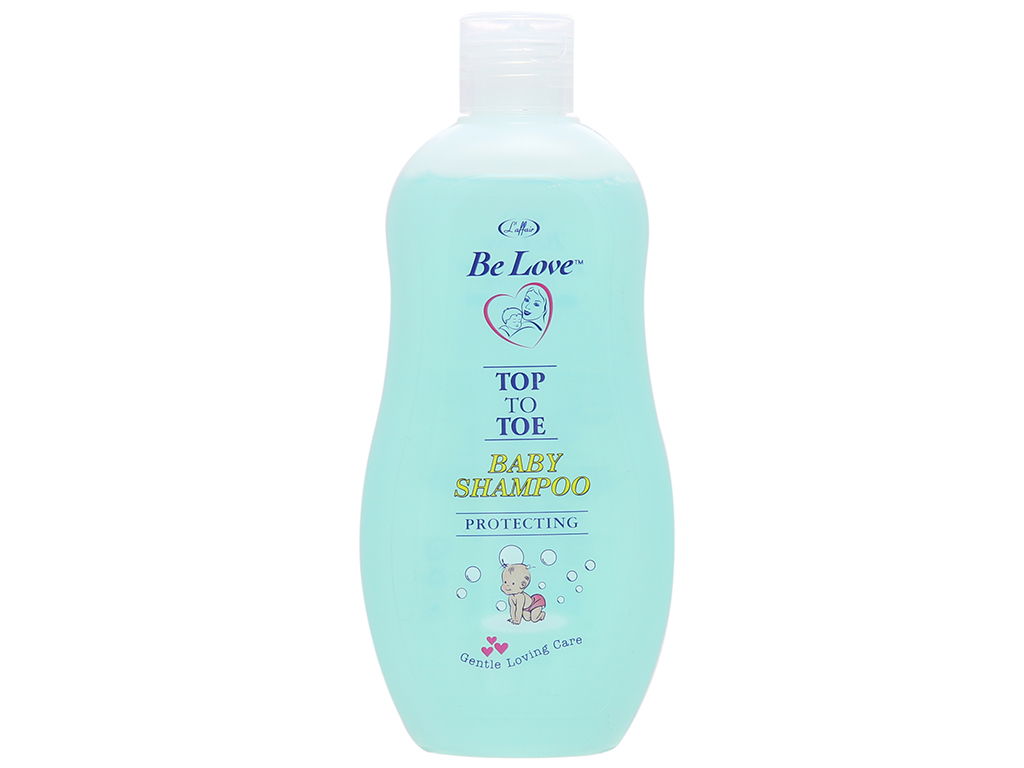 L'affair
Be Love™
TOP
TO
TOE
BABY
SHAMPOO
PROTECTING
Gentle Loving Care